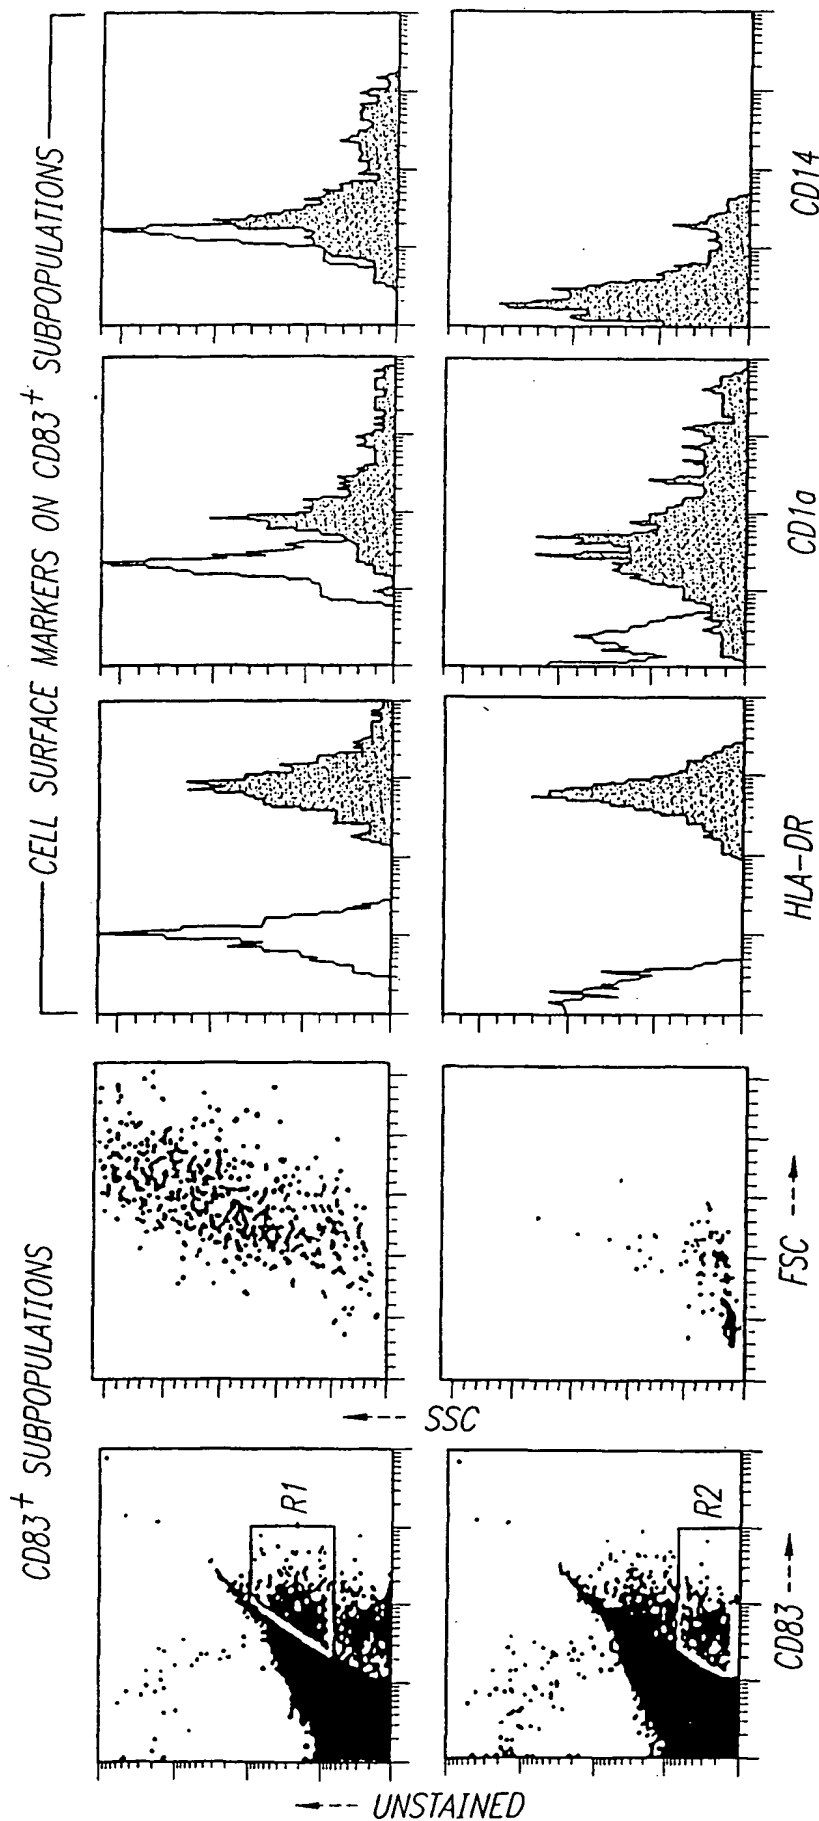 CD83+ SUBPOPULATIONS
CELL SURFACE MARKERS ON CD83+ SUBPOPULATIONS
UNSTAINED
R1
R2
CD83
SSC
FSC
HLA-DR
CD1a
CD14